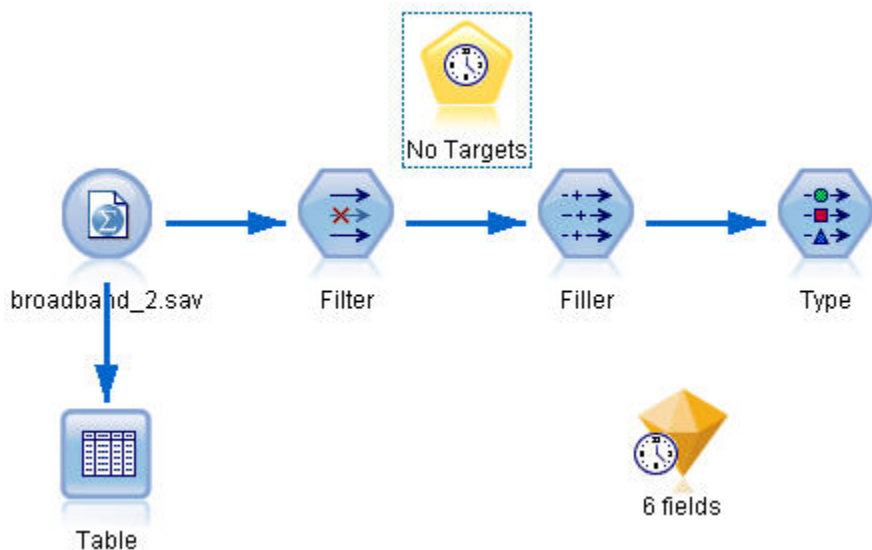 No Targets
broadband_2.sav
Filter
Filler
Type
6 fields
Table